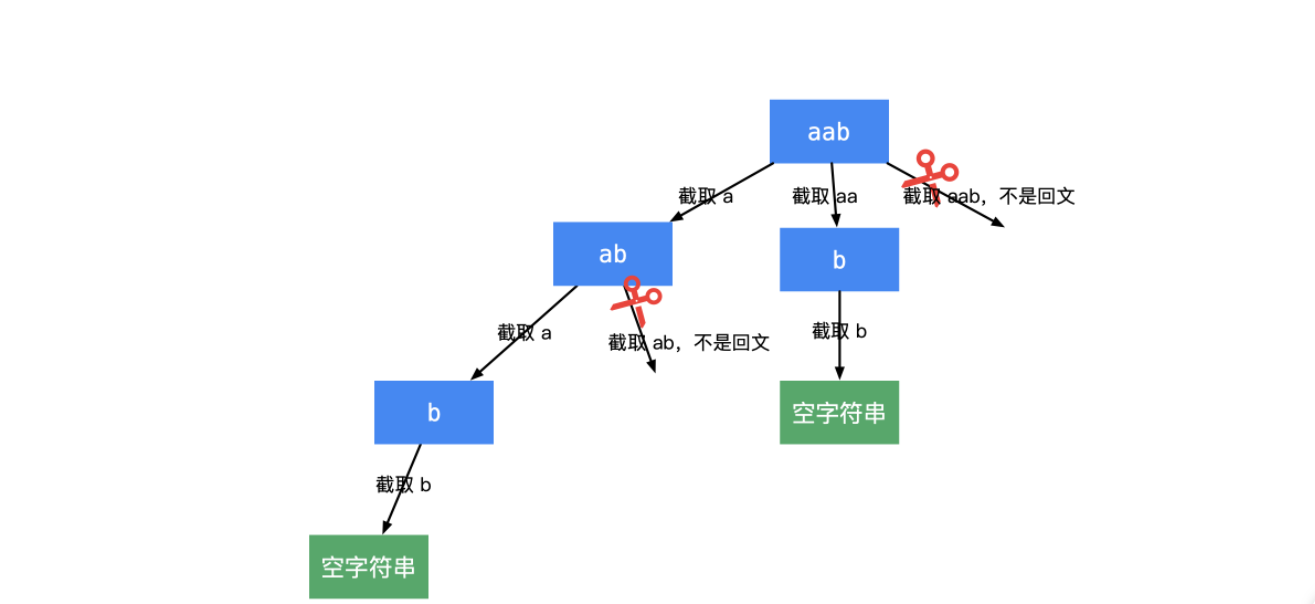 aab
截取 a
截取 aa
截取 aab，不是回文
ab
b
截取 a
截取 ab，不是回文
截取 b
b
空字符串
截取 b
空字符串